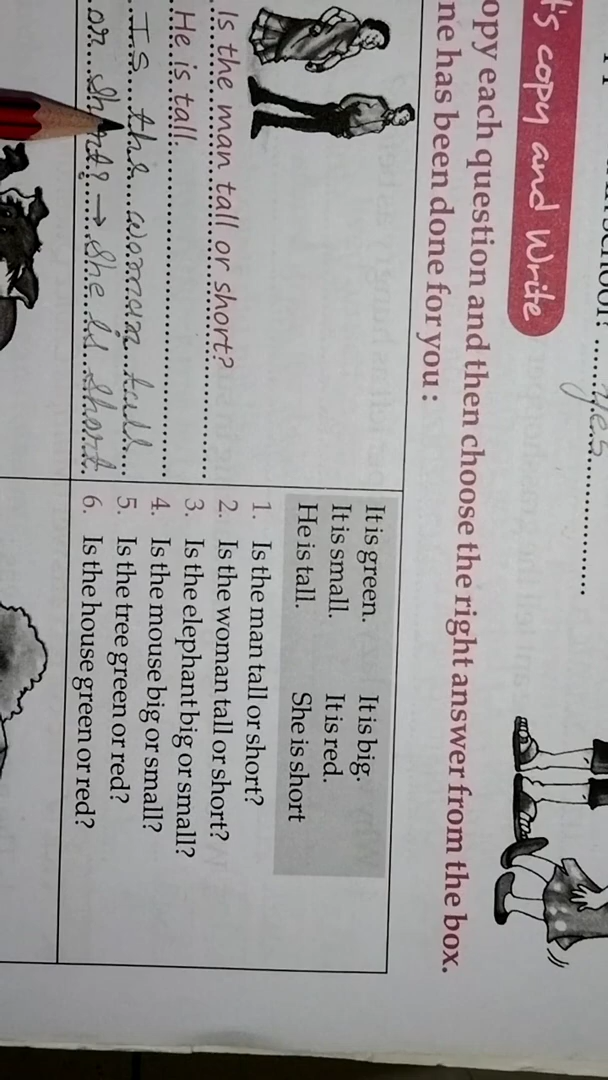 .....yes.....
t's copy and Write
opy each question and then choose the right answer from the box.
ne has been done for you :
Is the man tall or short?
He is tall.
Is the woman tall
or short? → She is short.
It is green. It is big.
It is small. It is red.
He is tall. She is short
1. Is the man tall or short?
2. Is the woman tall or short?
3. Is the elephant big or small?
4. Is the mouse big or small?
5. Is the tree green or red?
6. Is the house green or red?